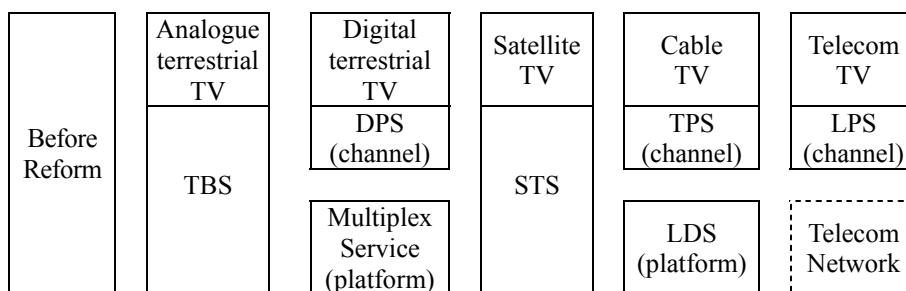 Before
Reform
Analogue
terrestrial
TV
TBS
Digital
terrestrial
TV
DPS
(channel)
Multiplex
Service
(platform)
Satellite
TV
STS
Cable
TV
TPS
(channel)
LDS
(platform)
Telecom
TV
LPS
(channel)
Telecom
Network